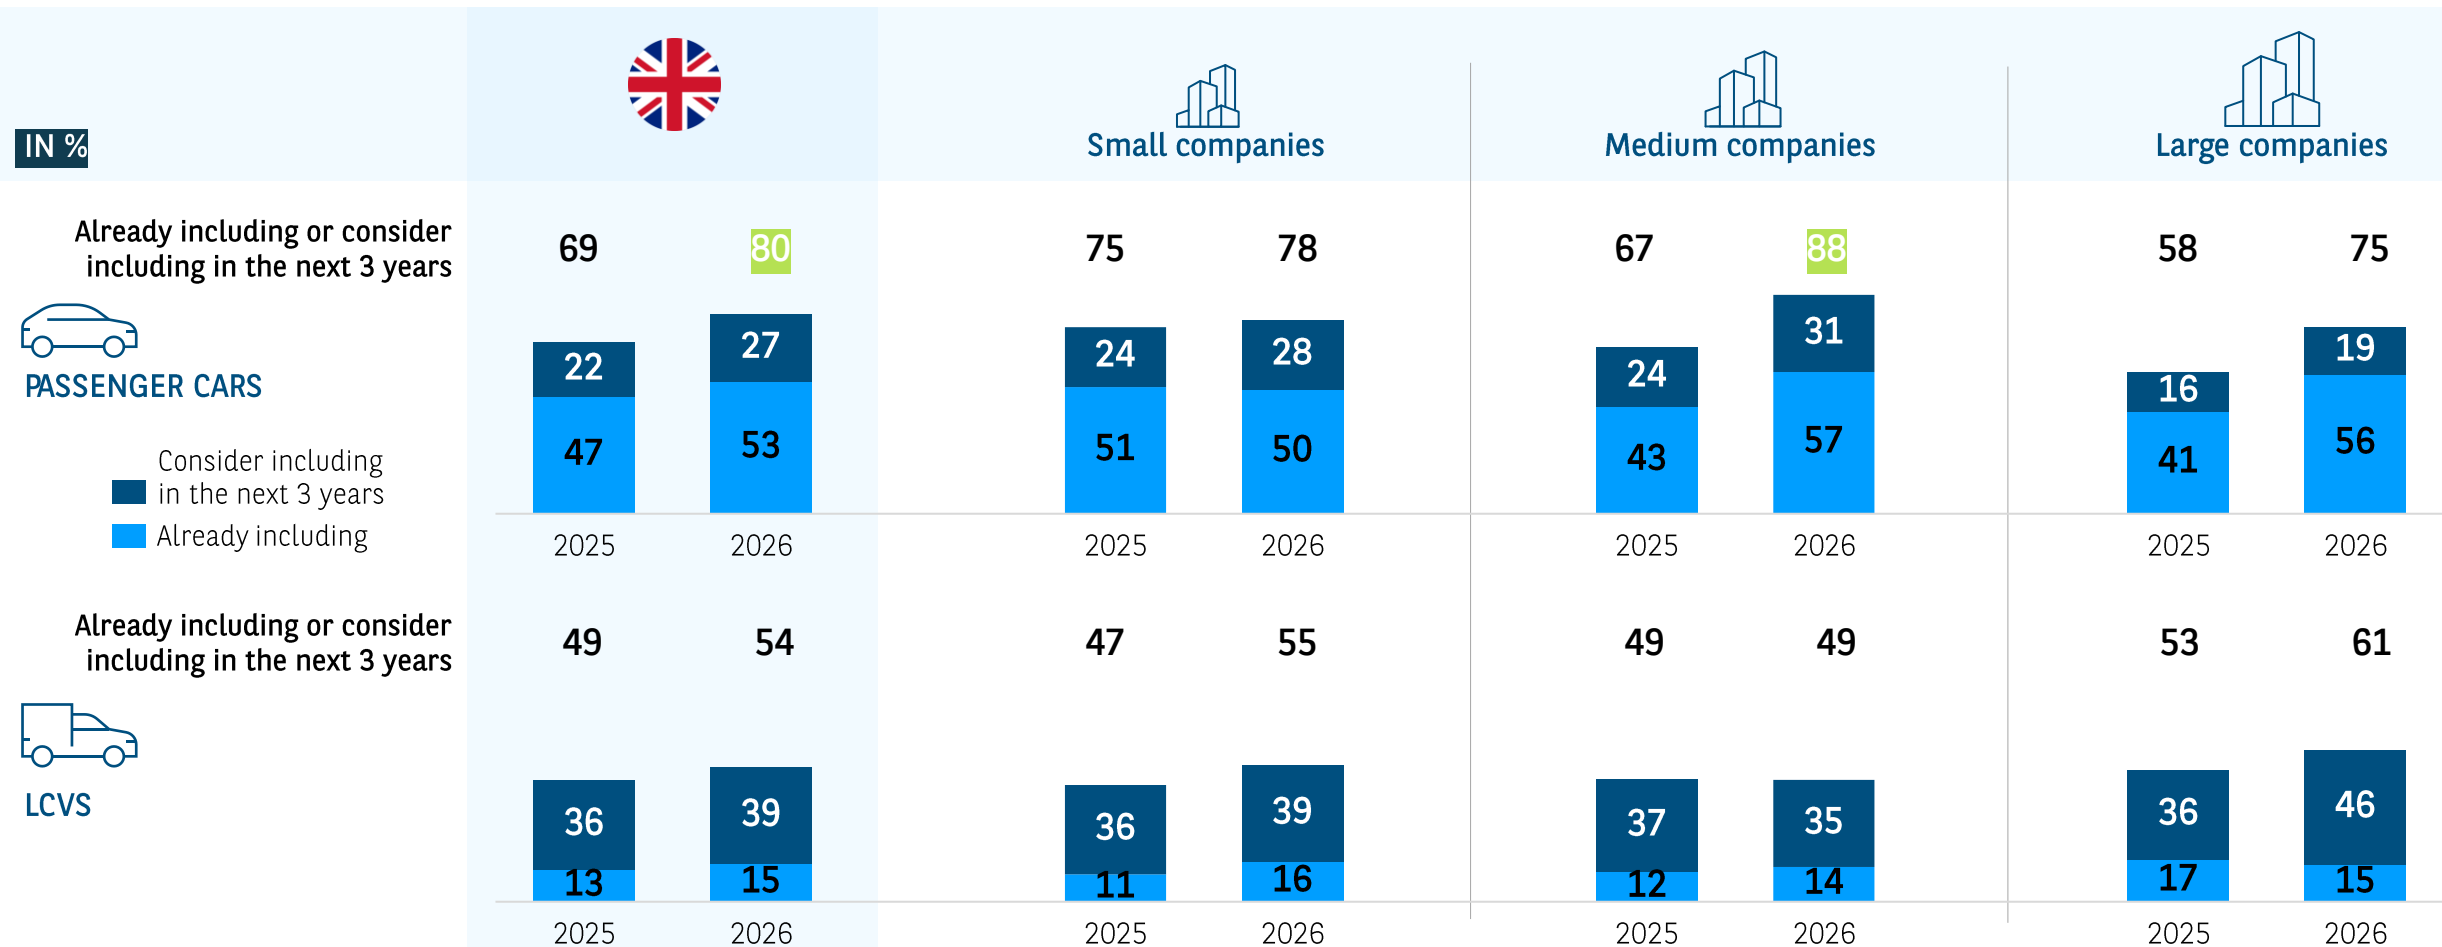 IN %
Small companies
Medium companies
Large companies
Already including or consider
including in the next 3 years
69 80 75 78 67 88 58 75
PASSENGER CARS
Consider including
in the next 3 years
Already including
22 27 24 28 24 31 16 19
47 53 51 50 43 57 41 56
2025 2026 2025 2026 2025 2026 2025 2026
Already including or consider
including in the next 3 years
49 54 47 55 49 49 53 61
LCVS
36 39 36 39 37 35 36 46
13 15 11 16 12 14 17 15
2025 2026 2025 2026 2025 2026 2025 2026